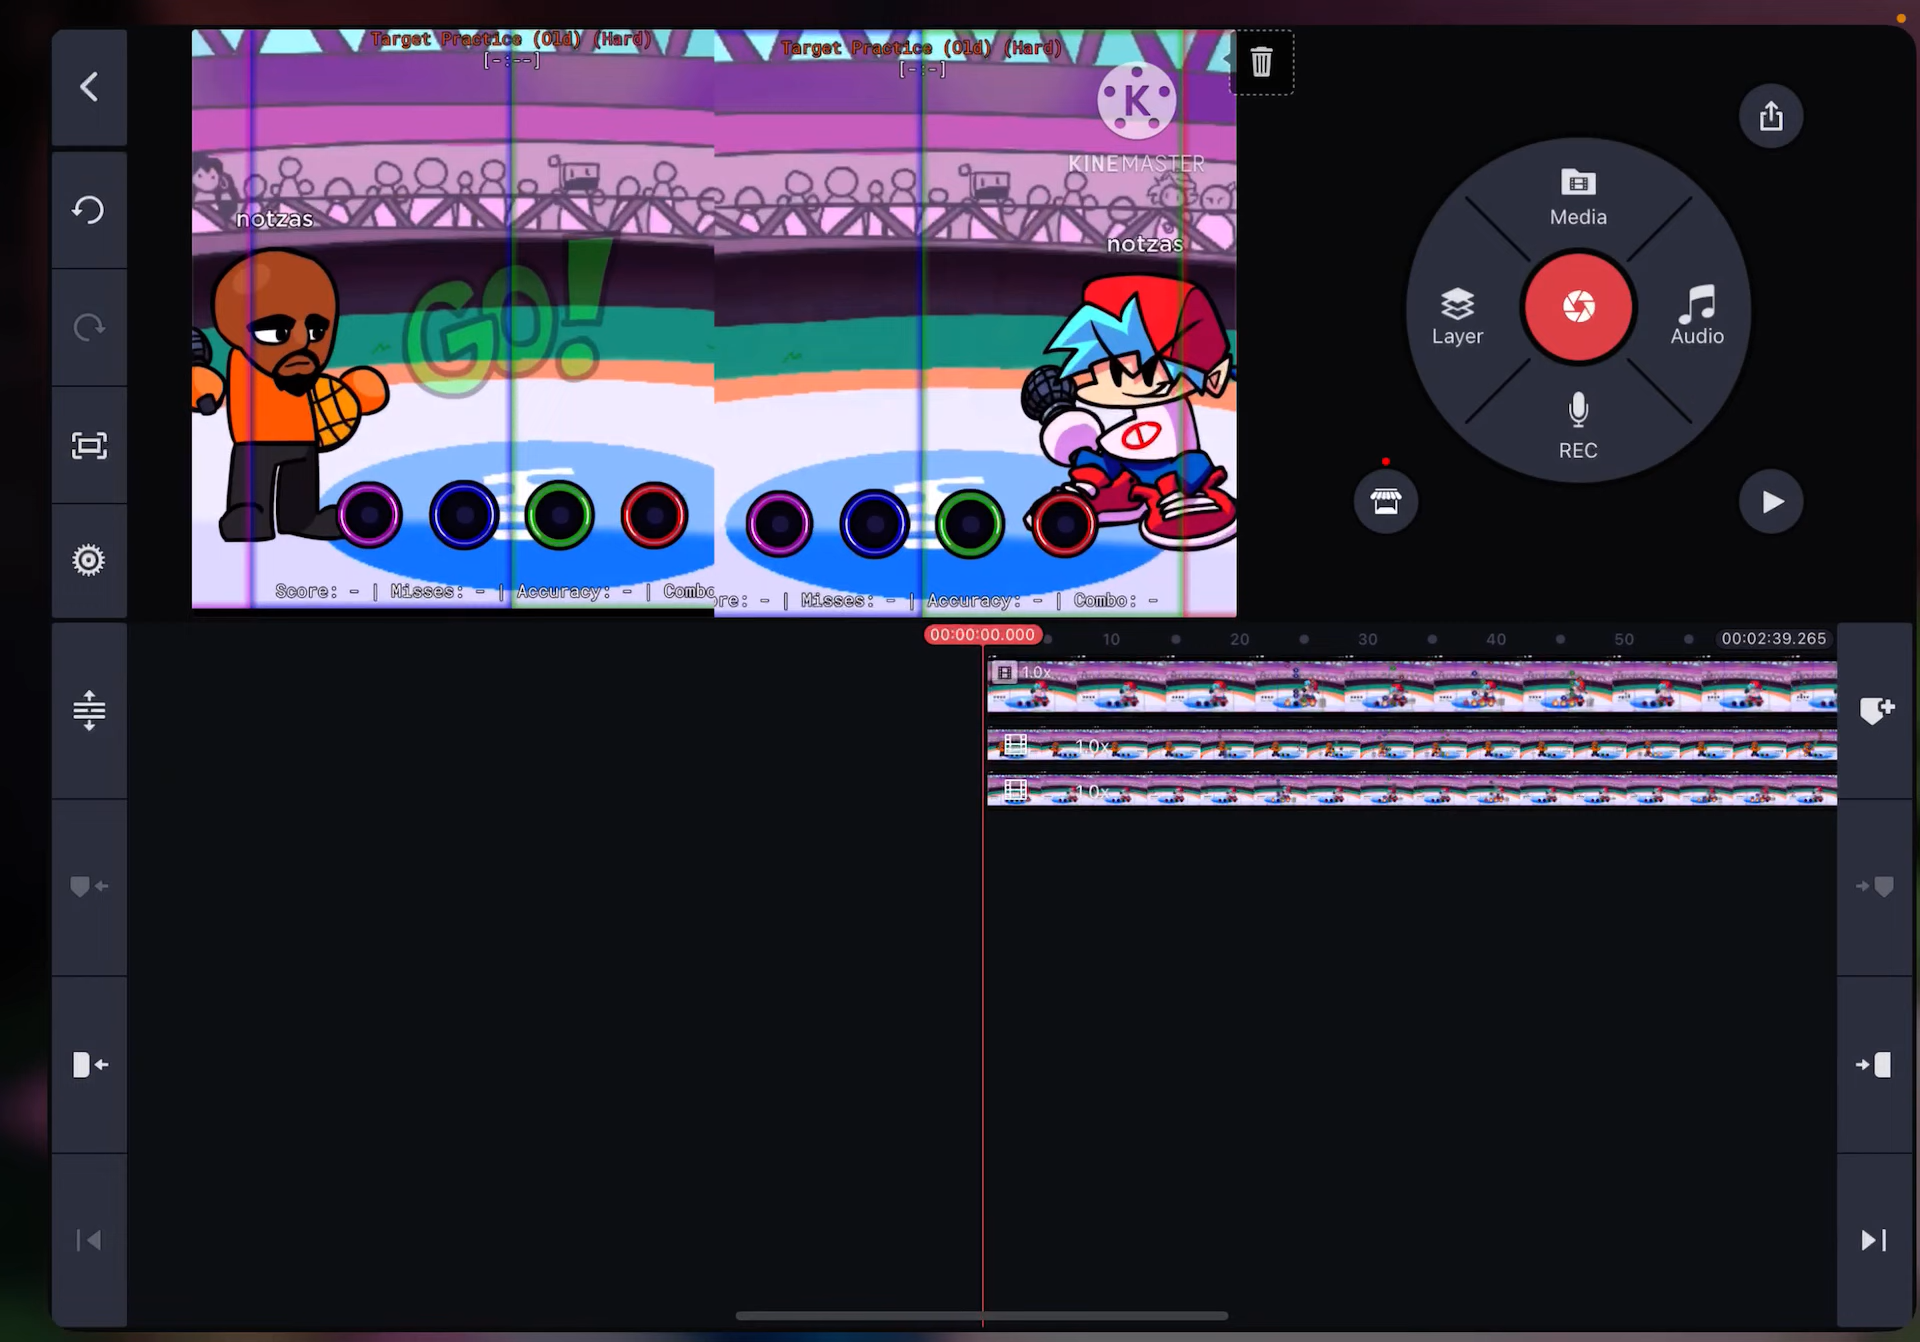 Target Practice (Old) (Hard)
[-:--]
Target Practice (Old) (Hard)
[-:-]
K
KINEMASTER
notzas
notzas
GO!
Score: - | Misses: - | Accuracy: - | Combo
ore: - | Misses: - | Accuracy: - | Combo: -
Media
Layer
Audio
REC
00:00:00.000
10
20
30
40
50
00:02:39.265
1.0x
1.0x
1.0x